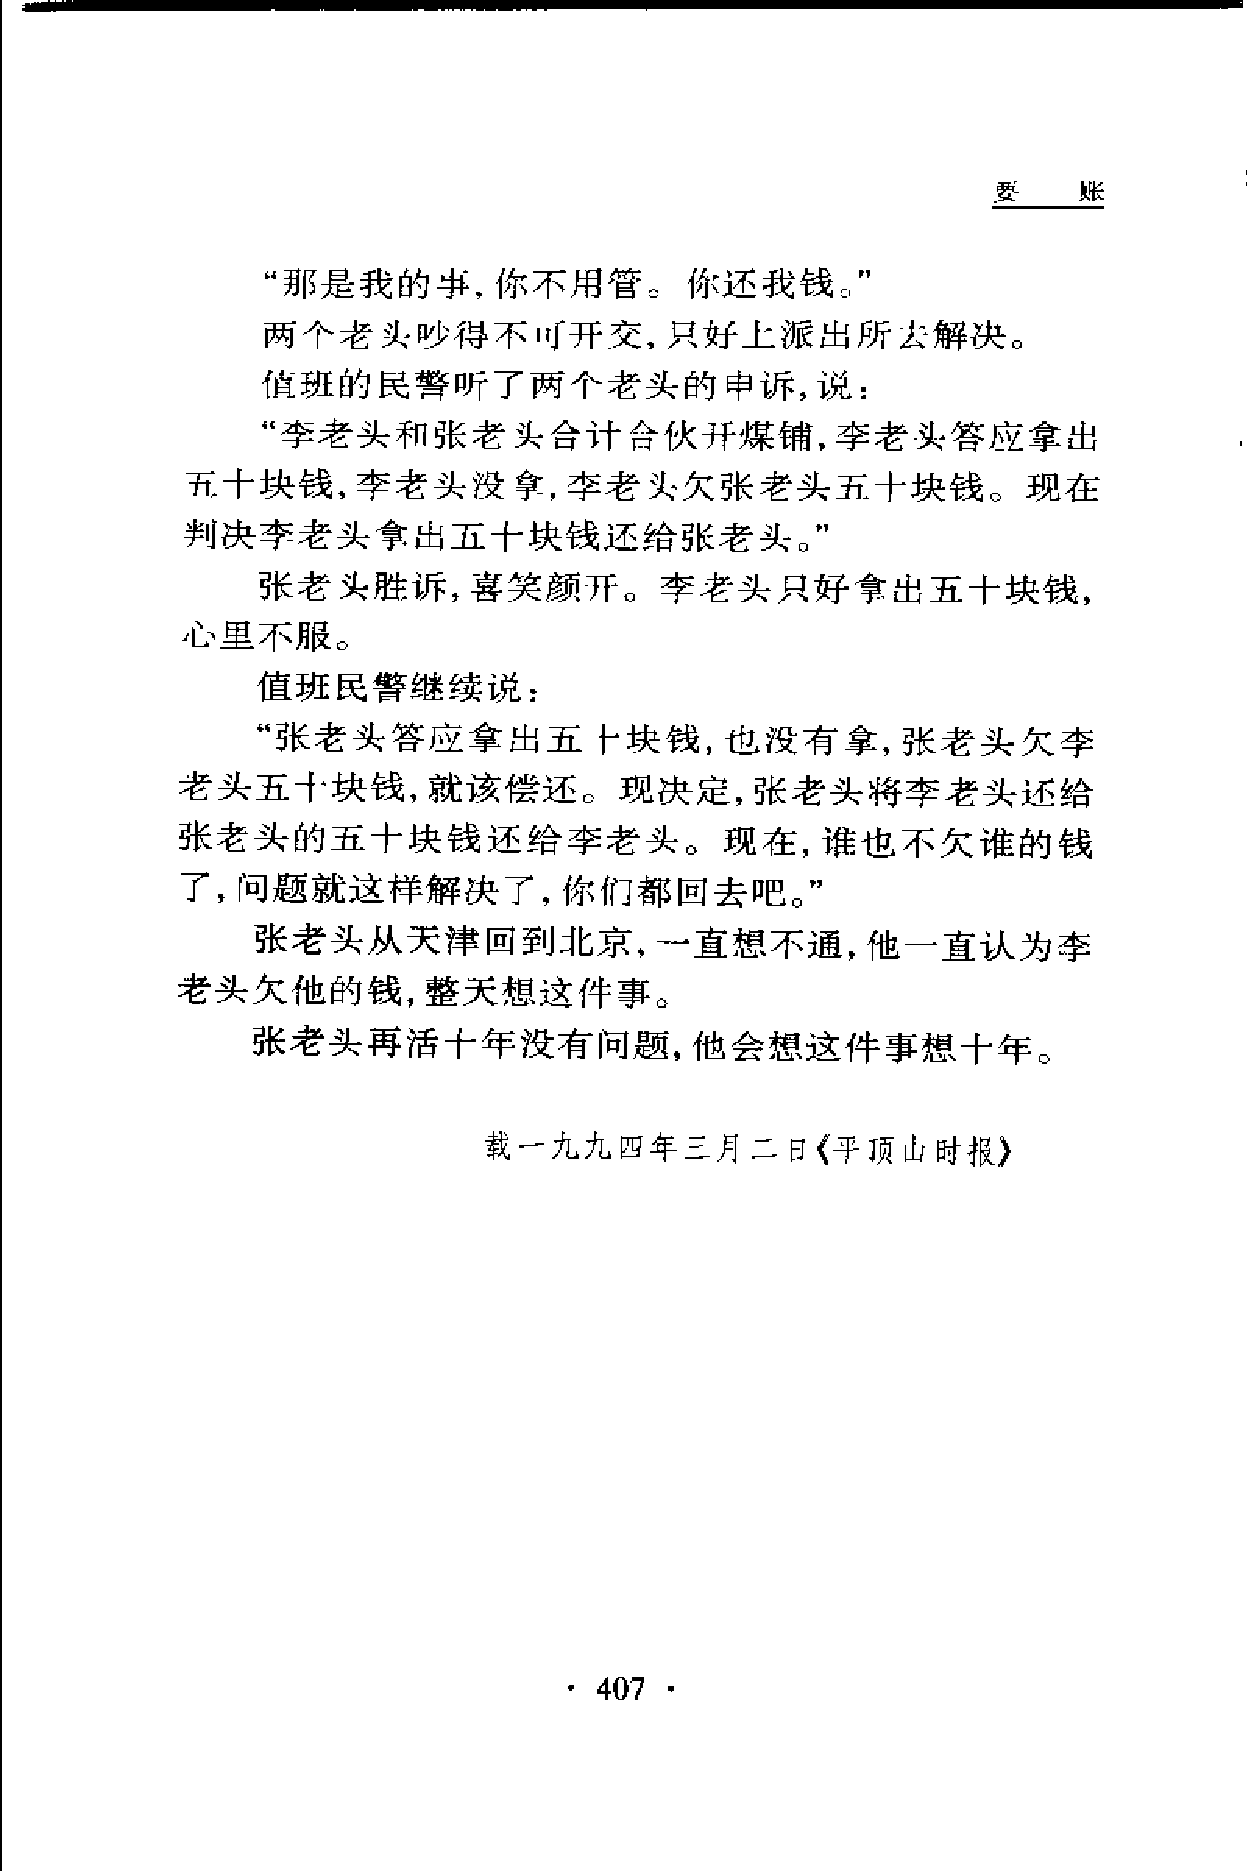 要　　账
“那是我的事，你不用管。你还我钱。”
两个老头吵得不可开交，只好上派出所去解决。
值班的民警听了两个老头的申诉，说：
“李老头和张老头合计合伙开煤铺，李老头答应拿出
五十块钱，李老头没拿，李老头欠张老头五十块钱。现在
判决李老头拿出五十块钱还给张老头。”
张老头胜诉，喜笑颜开。李老头只好拿出五十块钱，
心里不服。
值班民警继续说：
“张老头答应拿出五十块钱，也没有拿，张老头欠李
老头五十块钱，就该偿还。现决定，张老头将李老头还给
张老头的五十块钱还给李老头。现在，谁也不欠谁的钱
了，问题就这样解决了，你们都回去吧。”
张老头从天津回到北京，一直想不通，他一直认为李
老头欠他的钱，整天想这件事。
张老头再活十年没有问题，他会想这件事想十年。
载一九九四年三月二日《平顶山时报》
· 407 ·